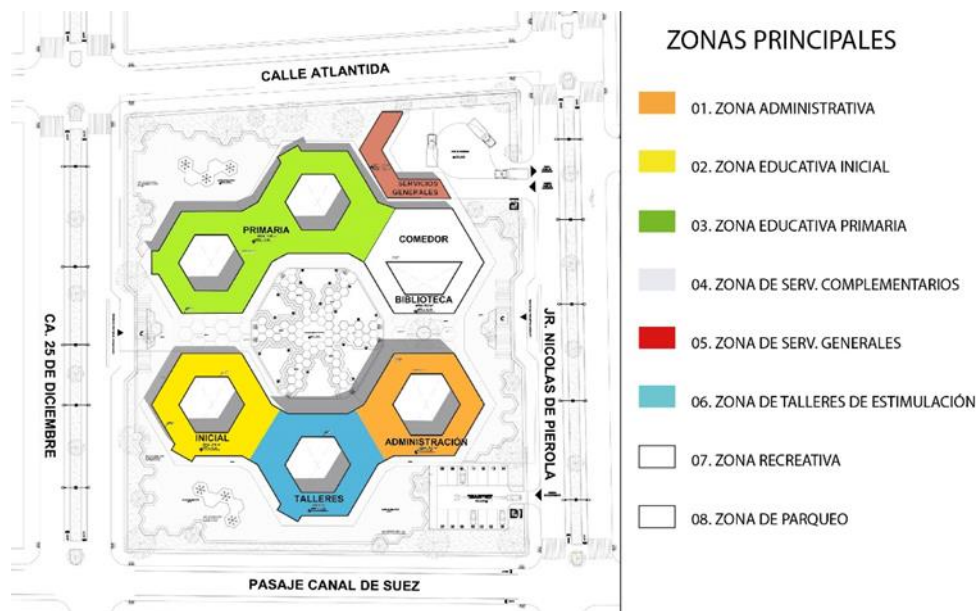 CALLE ATLANTIDA
SERVICIOS
GENERALES
PRIMARIA
COMEDOR
BIBLIOTECA
CA. 25 DE DICIEMBRE
JR. NICOLAS DE PIEROLA
INICIAL
ADMINISTRACIÓN
TALLERES
PASAJE CANAL DE SUEZ
ZONAS PRINCIPALES
01. ZONA ADMINISTRATIVA
02. ZONA EDUCATIVA INICIAL
03. ZONA EDUCATIVA PRIMARIA
04. ZONA DE SERV. COMPLEMENTARIOS
05. ZONA DE SERV. GENERALES
06. ZONA DE TALLERES DE ESTIMULACIÓN
07. ZONA RECREATIVA
08. ZONA DE PARQUEO